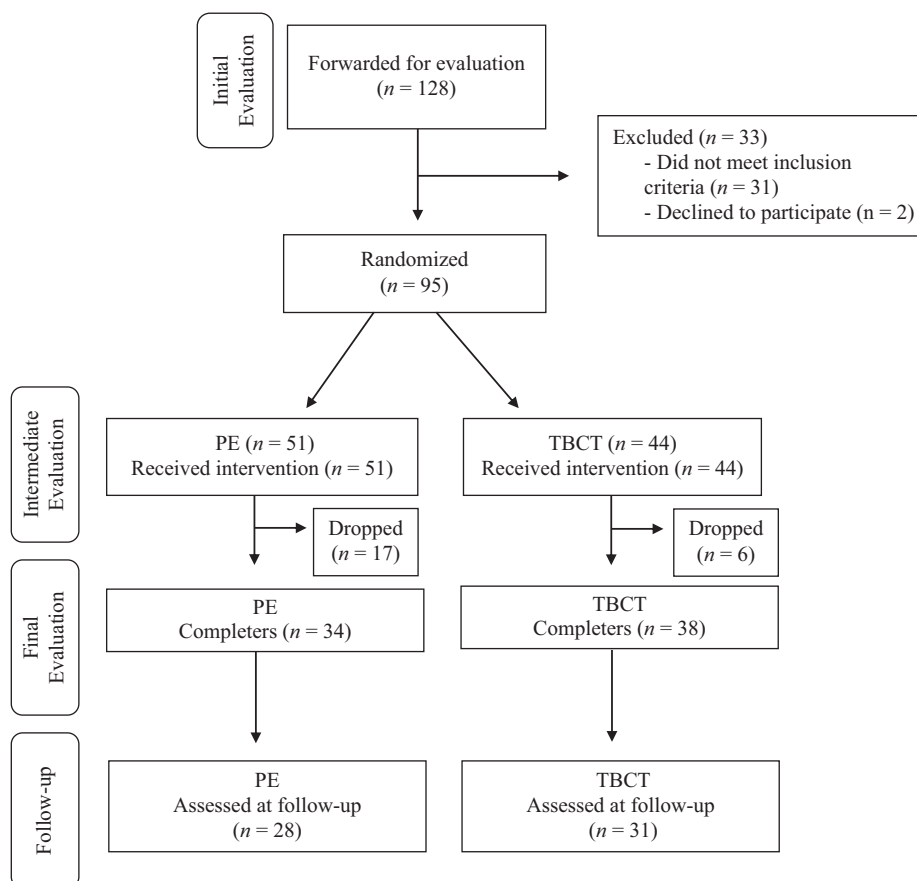 Initial
Evaluation
Forwarded for evaluation
(n = 128)
Excluded (n = 33)
- Did not meet inclusion
criteria (n = 31)
- Declined to participate (n = 2)
Randomized
(n = 95)
Intermediate
Evaluation
PE (n = 51)
Received intervention (n = 51)
TBCT (n = 44)
Received intervention (n = 44)
Dropped
(n = 17)
Dropped
(n = 6)
Final
Evaluation
PE
Completers (n = 34)
TBCT
Completers (n = 38)
Follow-up
PE
Assessed at follow-up
(n = 28)
TBCT
Assessed at follow-up
(n = 31)